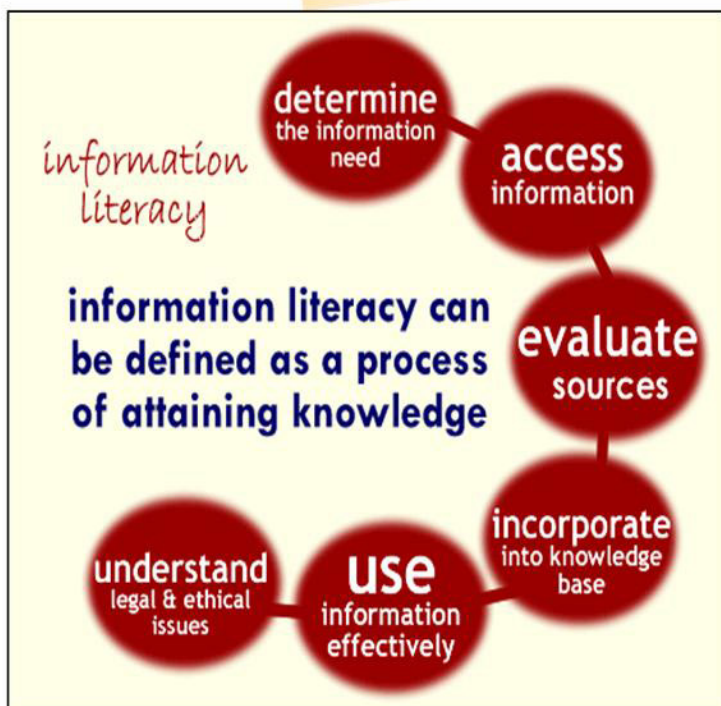 information
literacy
information literacy can
be defined as a process
of attaining knowledge
determine
the information
need
access
information
evaluate
sources
incorporate
into knowledge
base
use
information
effectively
understand
legal & ethical
issues